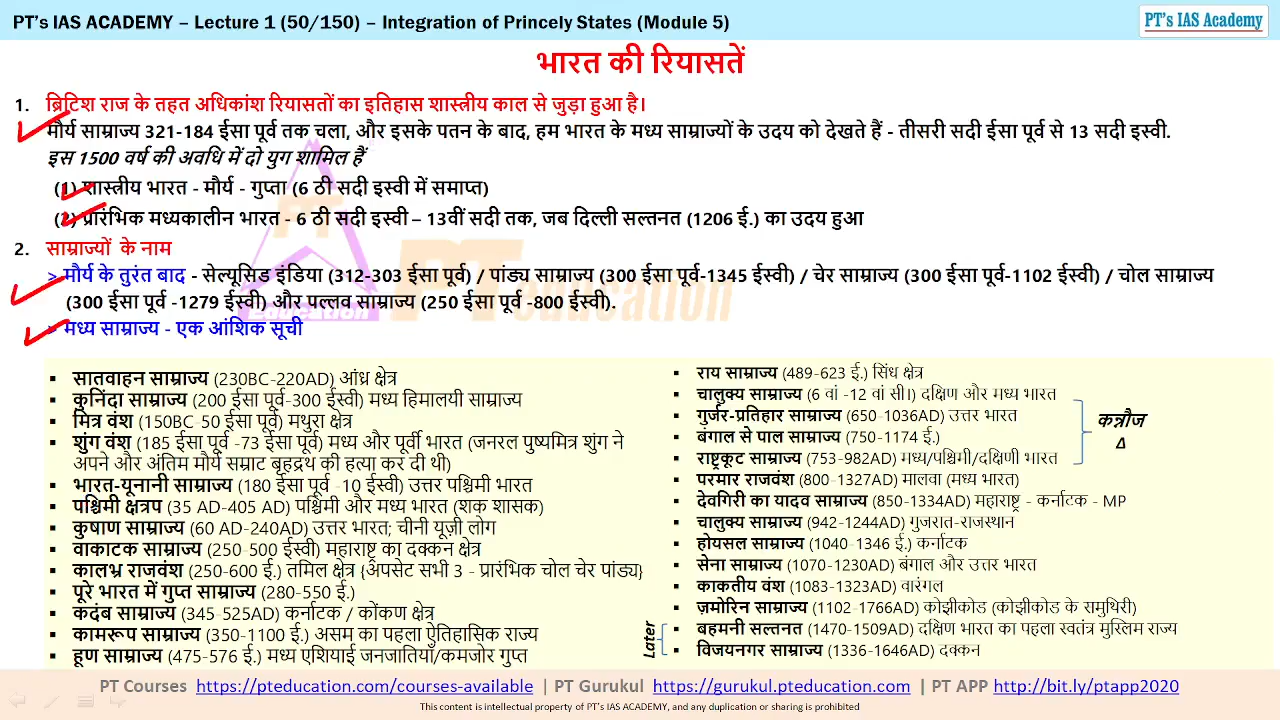 PT's IAS ACADEMY – Lecture 1 (50/150) – Integration of Princely States (Module 5)
PT's IAS Academy
भारत की रियासतें
1. ब्रिटिश राज के तहत अधिकांश रियासतों का इतिहास शास्त्रीय काल से जुड़ा हुआ है।
मौर्य साम्राज्य 321-184 ईसा पूर्व तक चला, और इसके पतन के बाद, हम भारत के मध्य साम्राज्यों के उदय को देखते हैं - तीसरी सदी ईसा पूर्व से 13 सदी इस्वी.
इस 1500 वर्ष की अवधि में दो युग शामिल हैं
(1) शास्त्रीय भारत - मौर्य - गुप्ता (6 ठी सदी इस्वी में समाप्त)
(2) प्रारंभिक मध्यकालीन भारत - 6 ठी सदी इस्वी – 13वीं सदी तक, जब दिल्ली सल्तनत (1206 ई.) का उदय हुआ
2. साम्राज्यों के नाम
> मौर्य के तुरंत बाद - सेल्यूसिड इंडिया (312-303 ईसा पूर्व) / पांड्य साम्राज्य (300 ईसा पूर्व-1345 ईस्वी) / चेर साम्राज्य (300 ईसा पूर्व-1102 ईस्वी) / चोल साम्राज्य
(300 ईसा पूर्व -1279 ईस्वी) और पल्लव साम्राज्य (250 ईसा पूर्व -800 ईस्वी).
> मध्य साम्राज्य - एक आंशिक सूची
▪ सातवाहन साम्राज्य (230BC-220AD) आंध्र क्षेत्र
▪ कुनिंदा साम्राज्य (200 ईसा पूर्व-300 ईस्वी) मध्य हिमालयी साम्राज्य
▪ मित्र वंश (150BC-50 ईसा पूर्व) मथुरा क्षेत्र
▪ शुंग वंश (185 ईसा पूर्व -73 ईसा पूर्व) मध्य और पूर्वी भारत (जनरल पुष्यमित्र शुंग ने
अपने और अंतिम मौर्य सम्राट बृहद्रथ की हत्या कर दी थी)
▪ भारत-यूनानी साम्राज्य (180 ईसा पूर्व -10 ईस्वी) उत्तर पश्चिमी भारत
▪ पश्चिमी क्षत्रप (35 AD-405 AD) पश्चिमी और मध्य भारत (शक शासक)
▪ कुषाण साम्राज्य (60 AD-240AD) उत्तर भारत; चीनी यूज़ी लोग
▪ वाकाटक साम्राज्य (250-500 ईस्वी) महाराष्ट्र का दक्कन क्षेत्र
▪ कालभ्र राजवंश (250-600 ई.) तमिल क्षेत्र {अपसेट सभी 3 - प्रारंभिक चोल चेर पांड्य}
▪ पूरे भारत में गुप्त साम्राज्य (280-550 ई.)
▪ कदंब साम्राज्य (345-525AD) कर्नाटक / कोंकण क्षेत्र
▪ कामरूप साम्राज्य (350-1100 ई.) असम का पहला ऐतिहासिक राज्य
▪ हूण साम्राज्य (475-576 ई.) मध्य एशियाई जनजातियाँ/कमजोर गुप्त
▪ राय साम्राज्य (489-623 ई.) सिंध क्षेत्र
▪ चालुक्य साम्राज्य (6 वां -12 वां सी।) दक्षिण और मध्य भारत
▪ गुर्जर-प्रतिहार साम्राज्य (650-1036AD) उत्तर भारत
▪ बंगाल से पाल साम्राज्य (750-1174 ई.)
▪ राष्ट्रकूट साम्राज्य (753-982AD) मध्य/पश्चिमी/दक्षिणी भारत
कन्नौज
Δ
▪ परमार राजवंश (800-1327AD) मालवा (मध्य भारत)
▪ देवगिरी का यादव साम्राज्य (850-1334AD) महाराष्ट्र - कर्नाटक - MP
▪ चालुक्य साम्राज्य (942-1244AD) गुजरात-राजस्थान
▪ होयसल साम्राज्य (1040-1346 ई.) कर्नाटक
▪ सेना साम्राज्य (1070-1230AD) बंगाल और उत्तर भारत
▪ काकतीय वंश (1083-1323AD) वारंगल
▪ ज़मोरिन साम्राज्य (1102-1766AD) कोझीकोड (कोझीकोड के रामुथिरी)
▪ बहमनी सल्तनत (1470-1509AD) दक्षिण भारत का पहला स्वतंत्र मुस्लिम राज्य
▪ विजयनगर साम्राज्य (1336-1646AD) दक्कन
Later
PT education
PT Courses https://pteducation.com/courses-available | PT Gurukul https://gurukul.pteducation.com | PT APP http://bit.ly/ptapp2020
This content is intellectual property of PT's IAS ACADEMY, and any duplication or sharing is prohibited